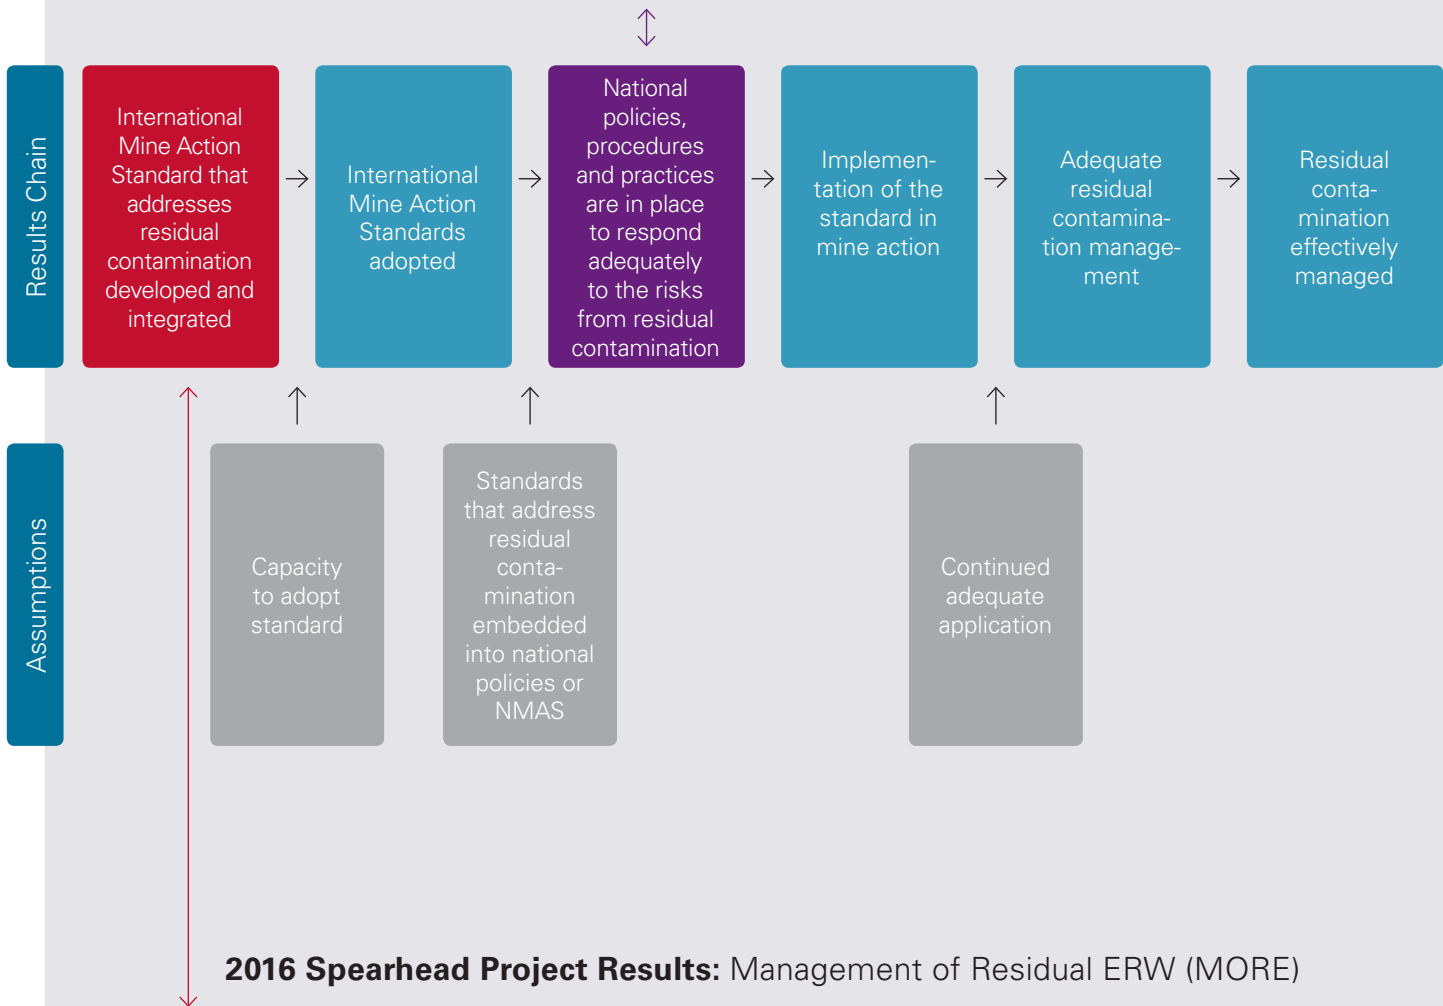 Results Chain
International
Mine Action
Standard that
addresses
residual
contamination
developed and
integrated
International
Mine Action
Standards
adopted
National
policies,
procedures
and practices
are in place
to respond
adequately
to the risks
from residual
contamination
Implemen-
tation of the
standard in
mine action
Adequate
residual
contamina-
tion manage-
ment
Residual
conta-
mination
effectively
managed
Assumptions
Capacity
to adopt
standard
Standards
that address
residual
conta-
mination
embedded
into national
policies or
NMAS
Continued
adequate
application
2016 Spearhead Project Results: Management of Residual ERW (MORE)